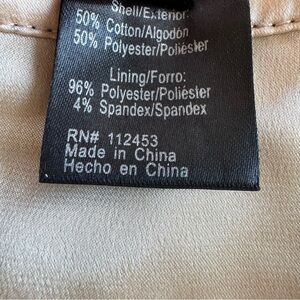 Shell/Exterior:
50% Cotton/Algodón
50% Polyester/Poliéster
Lining/Forro:
96% Polyester/Poliéster
4% Spandex/Spandex
RN# 112453
Made in China
Hecho en China